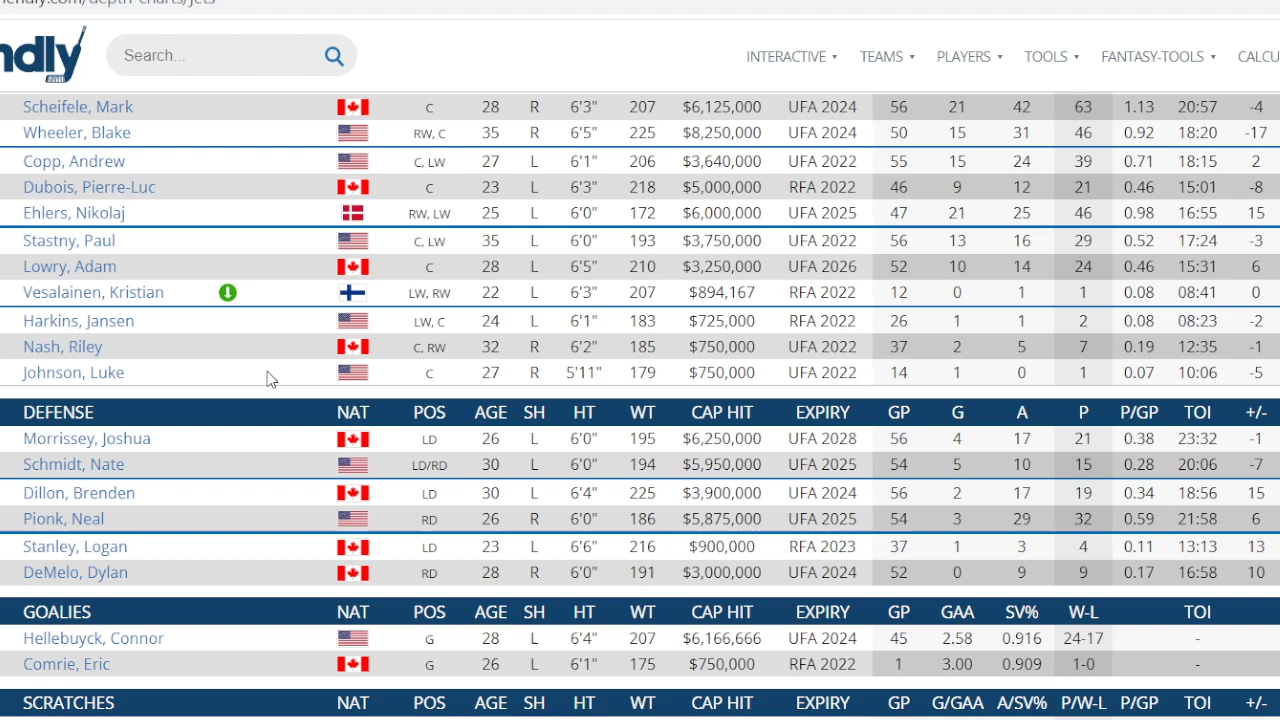 endly.com/depth-charts/jets
ndly
Search...
INTERACTIVE TEAMS PLAYERS TOOLS FANTASY-TOOLS CALCU
Scheifele, Mark C 28 R 6'3" 207 $6,125,000 UFA 2024 56 21 42 63 1.13 20:57 -4
Wheeler, Blake RW, C 35 R 6'5" 225 $8,250,000 UFA 2024 50 15 31 46 0.92 18:20 -17
Copp, Andrew C, LW 27 L 6'1" 206 $3,640,000 UFA 2022 55 15 24 39 0.71 18:15 2
Dubois, Pierre-Luc C 23 L 6'3" 218 $5,000,000 RFA 2022 46 9 12 21 0.46 15:01 -8
Ehlers, Nikolaj RW, LW 25 L 6'0" 172 $6,000,000 UFA 2025 47 21 25 46 0.98 16:55 15
Stastny, Paul C, LW 35 L 6'0" 193 $3,750,000 UFA 2022 56 13 16 29 0.52 17:24 -3
Lowry, Adam C 28 L 6'5" 210 $3,250,000 UFA 2026 52 10 14 24 0.46 15:31 6
Vesalainen, Kristian LW, RW 22 L 6'3" 207 $894,167 RFA 2022 12 0 1 1 0.08 08:41 0
Harkins, Jansen LW, C 24 L 6'1" 183 $725,000 RFA 2022 26 1 1 2 0.08 08:23 -2
Nash, Riley C, RW 32 R 6'2" 185 $750,000 UFA 2022 37 2 5 7 0.19 12:35 -1
Johnson, Luke 27 R 5'11" 179 $750,000 UFA 2022 14 1 0 1 0.07 10:06 -5
DEFENSE NAT POS AGE SH HT WT CAP HIT EXPIRY GP G A P P/GP TOI +/-
Morrissey, Joshua LD 26 L 6'0" 195 $6,250,000 UFA 2028 56 4 17 21 0.38 23:32 -1
Schmidt, Nate LD/RD 30 L 6'0" 194 $5,950,000 UFA 2025 54 5 10 15 0.28 20:06 -7
Dillon, Brenden LD 30 L 6'4" 225 $3,900,000 UFA 2024 56 2 17 19 0.34 18:56 15
Pionk, Neal RD 26 R 6'0" 186 $5,875,000 UFA 2025 54 3 29 32 0.59 21:58 6
Stanley, Logan LD 23 L 6'6" 216 $900,000 RFA 2023 37 1 3 4 0.11 13:13 13
DeMelo, Dylan RD 28 R 6'0" 191 $3,000,000 UFA 2024 52 0 9 9 0.17 16:58 10
GOALIES NAT POS AGE SH HT WT CAP HIT EXPIRY GP GAA SV% W-L TOI
Hellebuyck, Connor G 28 L 6'4" 207 $6,166,666 UFA 2024 45 2.58 0.916 24-17 -
Comrie, Eric G 26 L 6'1" 175 $750,000 RFA 2022 1 3.00 0.909 1-0 -
SCRATCHES NAT POS AGE SH HT WT CAP HIT EXPIRY GP G/GAA A/SV% P/W-L P/GP TOI +/-